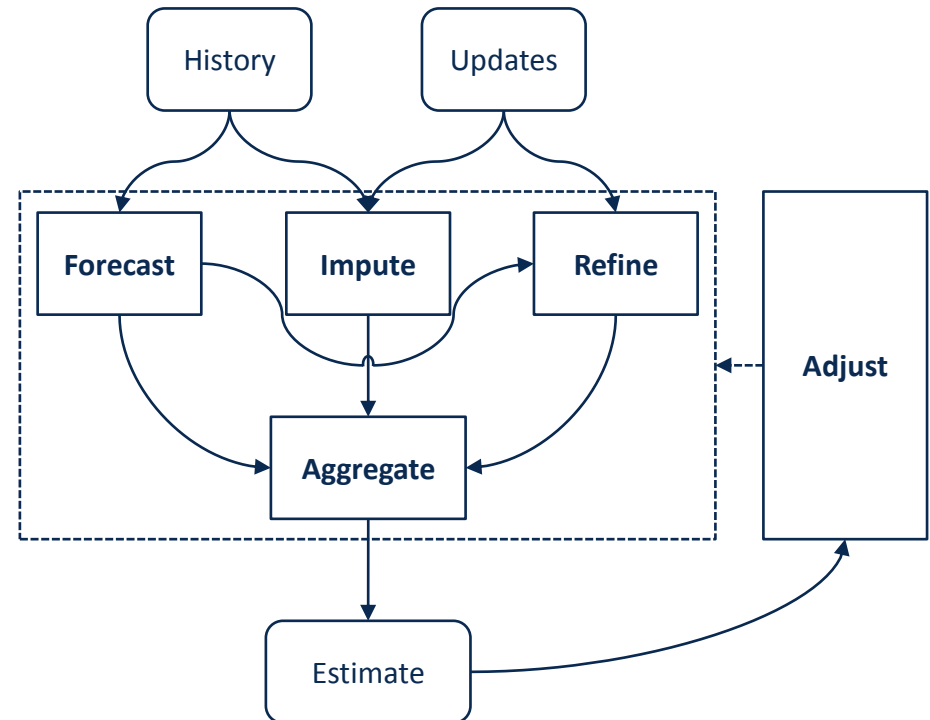 History
Updates
Forecast
Impute
Refine
Adjust
Aggregate
Estimate